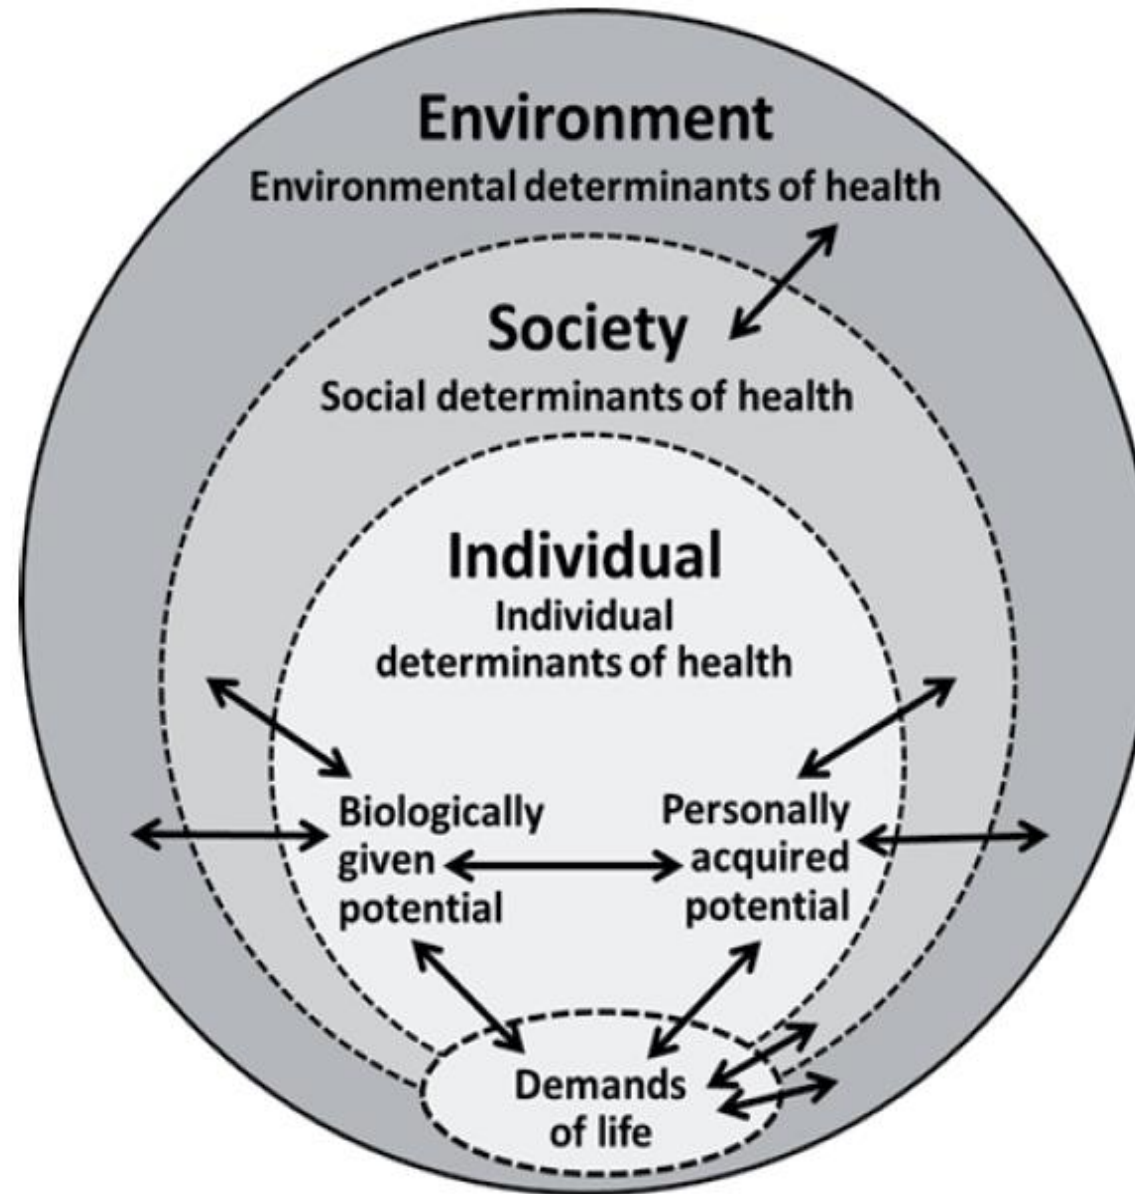 Environment
Environmental determinants of health
Society
Social determinants of health
Individual
Individual
determinants of health
Biologically
given
potential
Personally
acquired
potential
Demands
of life